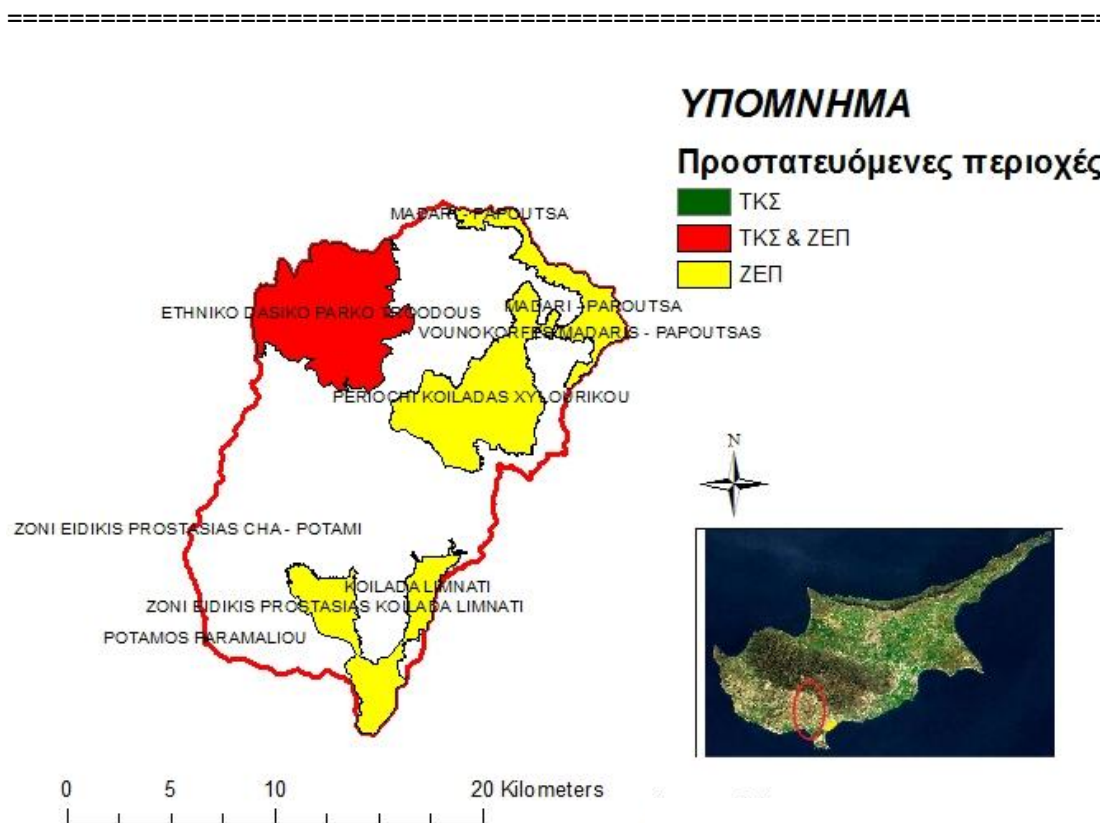 ΥΠΟΜΝΗΜΑ
Προστατευόμενες περιοχές
ΤΚΣ
ΤΚΣ & ΖΕΠ
ΖΕΠ
MADARI - PAPOUTSA
ETHNIKO DASIKO PARKO TROODOUS
MADARI - PAPOUTSA
VOUNOKORFES MADARIS - PAPOUTSAS
PERIOCHI KOILADAS XYLOURIKOU
N
ZONI EIDIKIS PROSTASIAS CHA - POTAMI
KOILADA LIMNATI
ZONI EIDIKIS PROSTASIAS KOILADA LIMNATI
POTAMOS PARAMALIOU
0 5 10 20 Kilometers